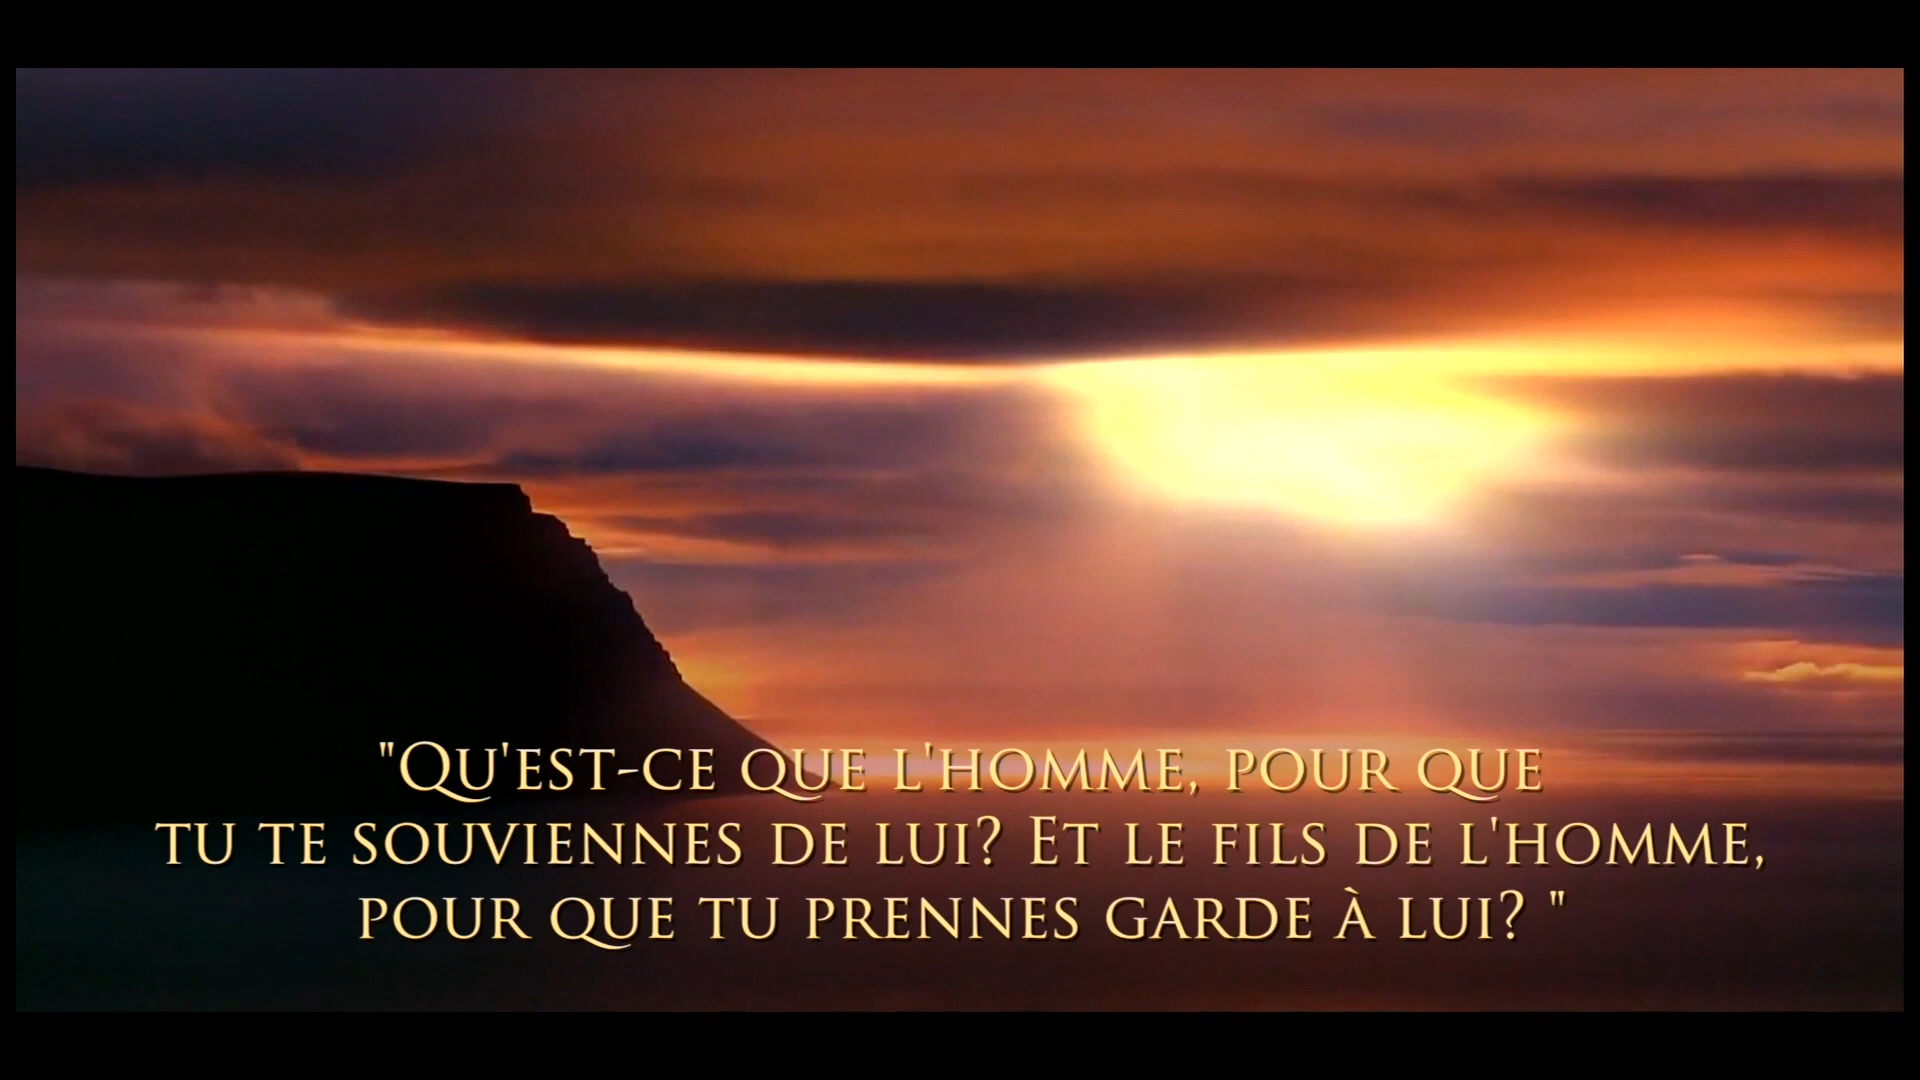 "Qu'est-ce que l'homme, pour que
tu te souviennes de lui? Et le fils de l'homme,
pour que tu prennes garde à lui? "